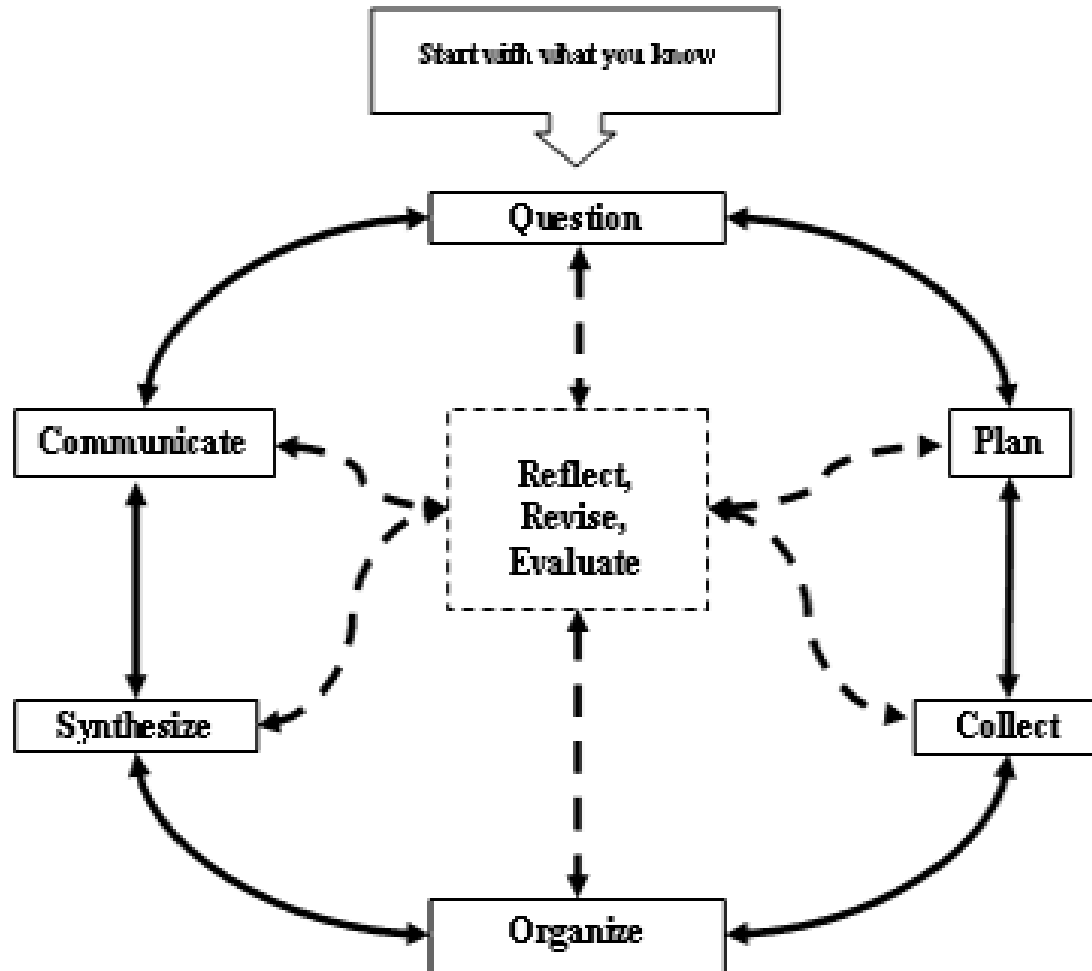 Start with what you know
Question
Communicate
Plan
Reflect,
Revise,
Evaluate
Synthesize
Collect
Organize